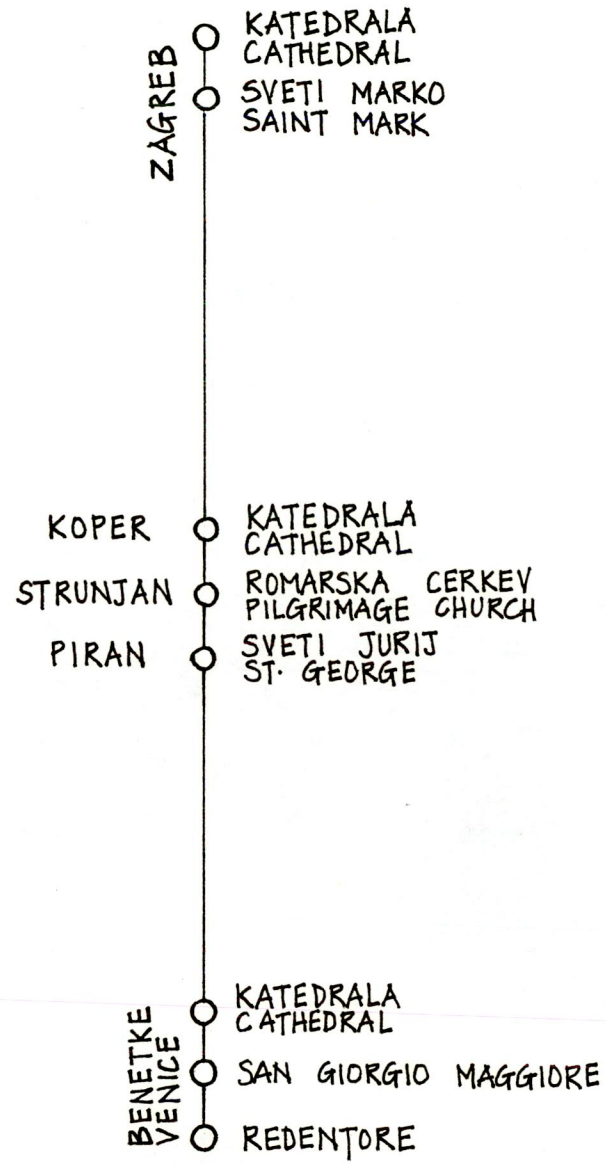 ZAGREB
KATEDRALA
CATHEDRAL
SVETI MARKO
SAINT MARK
KOPER
KATEDRALA
CATHEDRAL
STRUNJAN
ROMARSKA CERKEV
PILGRIMAGE CHURCH
PIRAN
SVETI JURIJ
ST. GEORGE
BENETKE
VENICE
KATEDRALA
CATHEDRAL
SAN GIORGIO MAGGIORE
REDENTORE